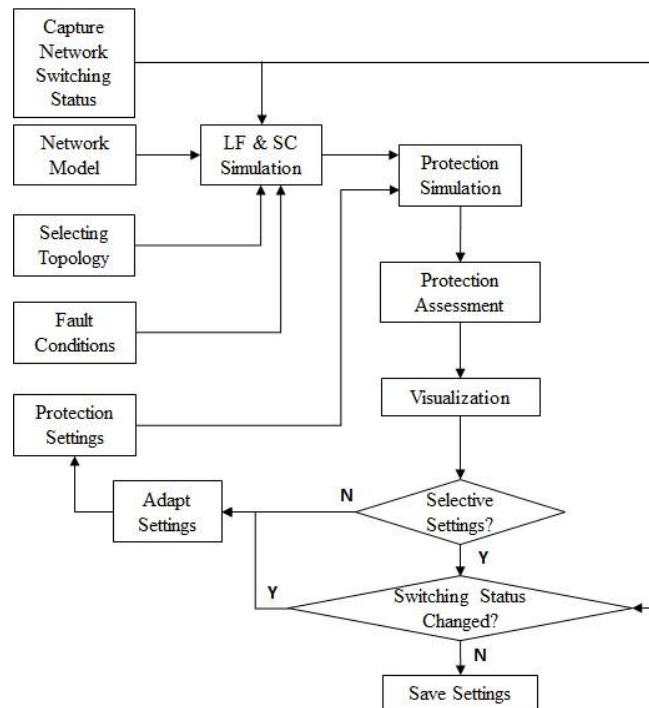 Capture
Network
Switching
Status
Network
Model
LF & SC
Simulation
Protection
Simulation
Selecting
Topology
Protection
Assessment
Fault
Conditions
Visualization
Protection
Settings
Adapt
Settings
N
Selective
Settings?
Y
Y
Switching Status
Changed?
N
Save Settings